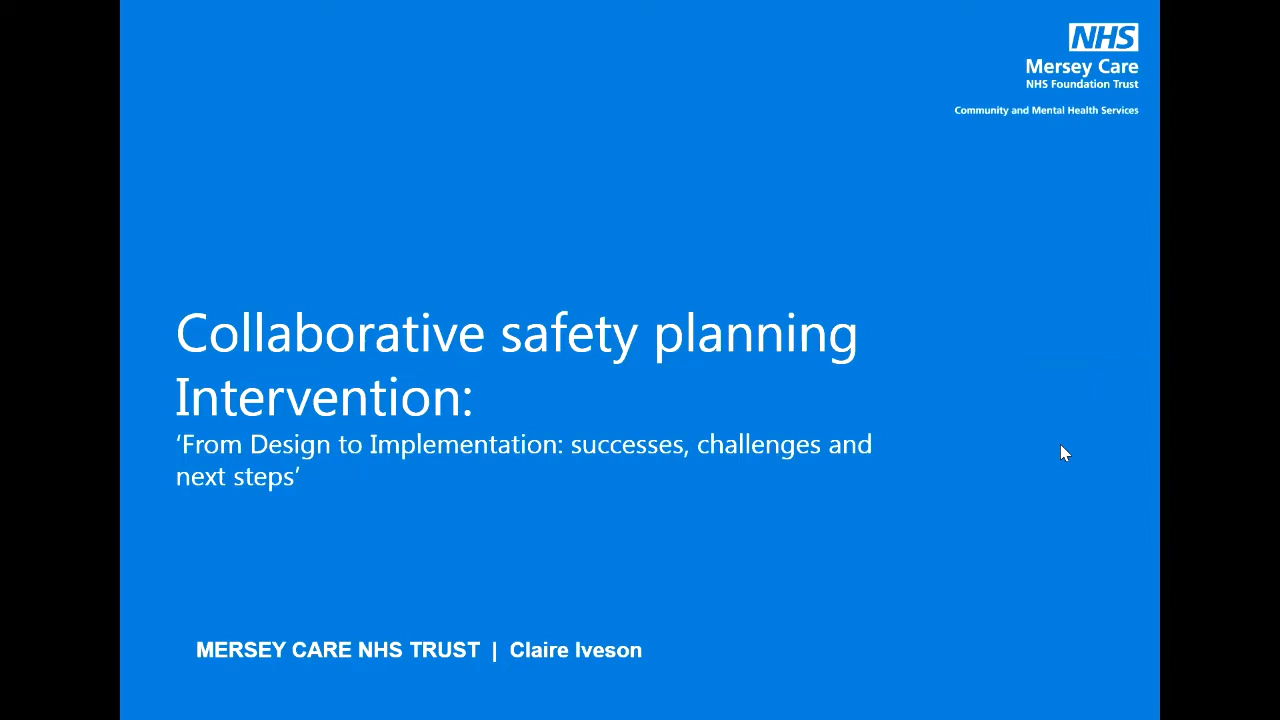 NHS
Mersey Care
NHS Foundation Trust
Community and Mental Health Services
Collaborative safety planning
Intervention:
‘From Design to Implementation: successes, challenges and
next steps’
MERSEY CARE NHS TRUST | Claire Iveson